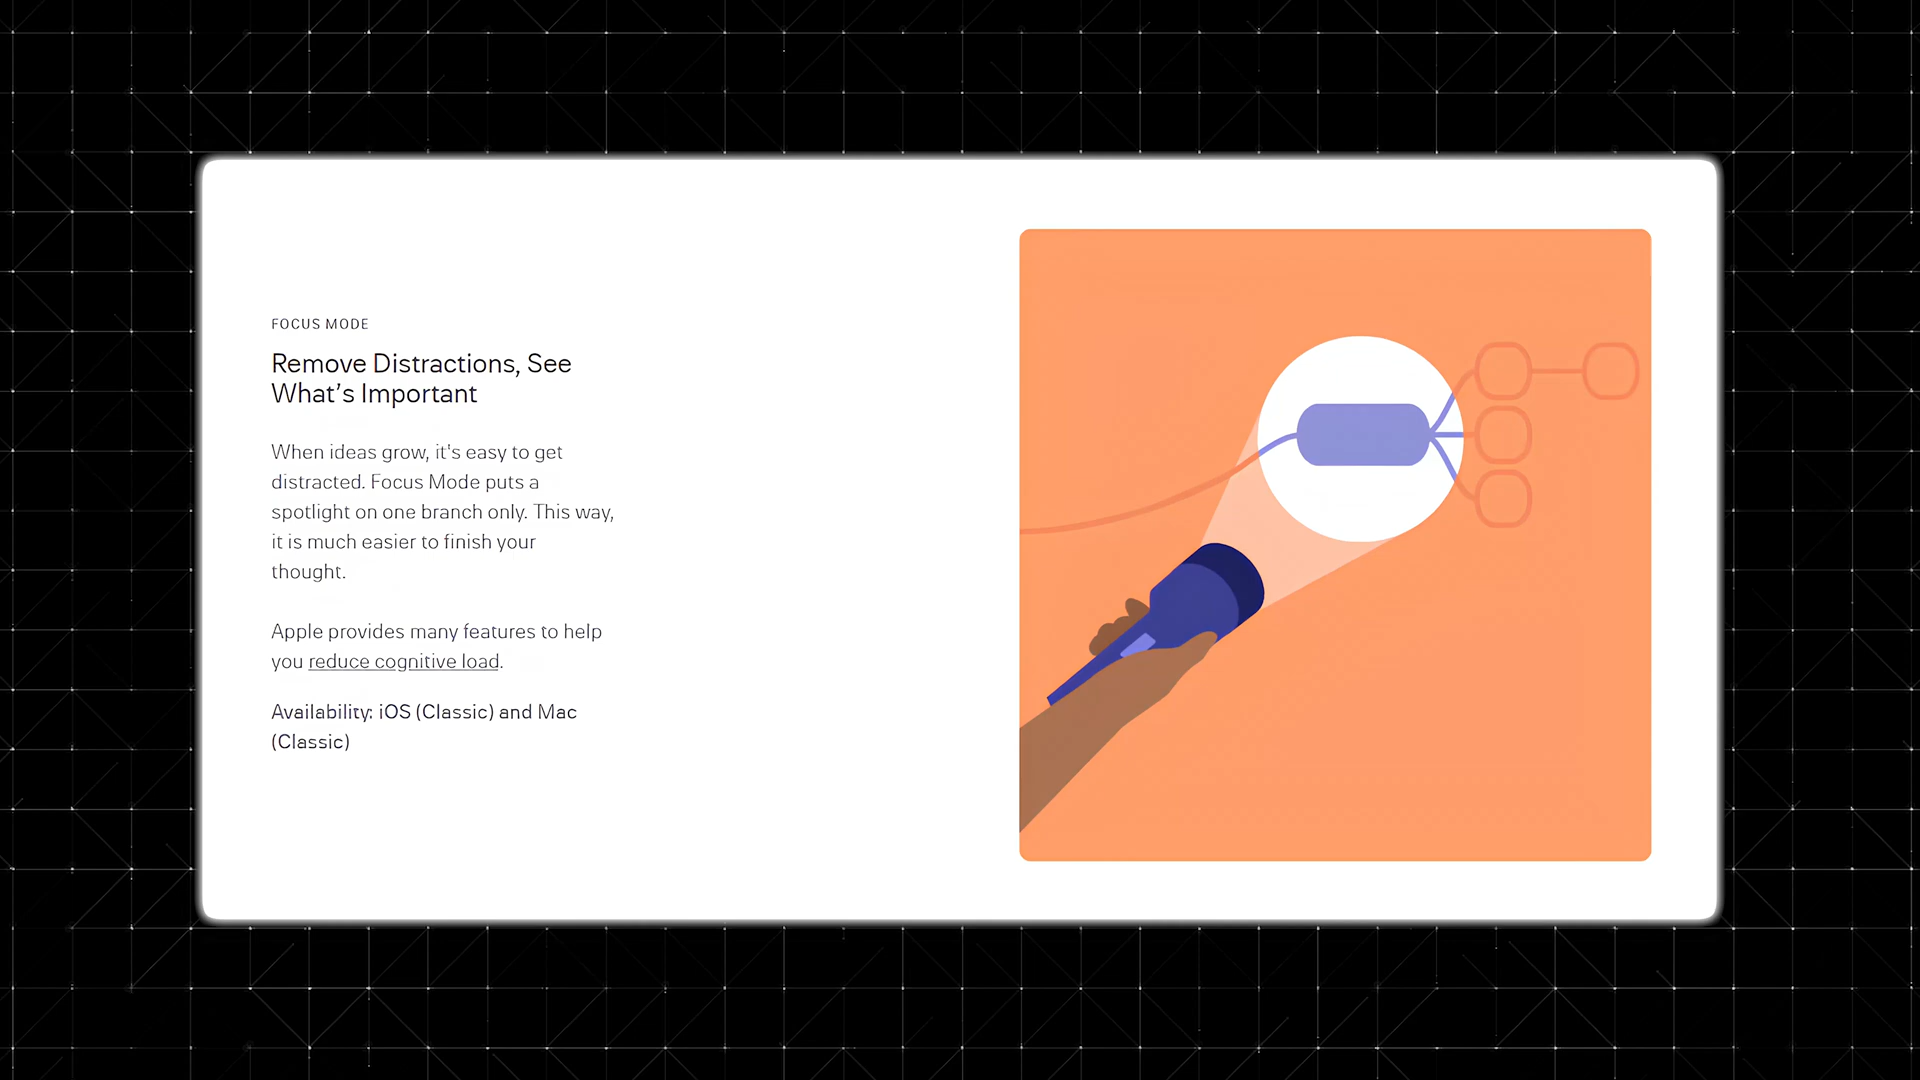 FOCUS MODE
Remove Distractions, See
What’s Important
When ideas grow, it's easy to get
distracted. Focus Mode puts a
spotlight on one branch only. This way,
it is much easier to finish your
thought.
Apple provides many features to help
you reduce cognitive load.
Availability: iOS (Classic) and Mac
(Classic)